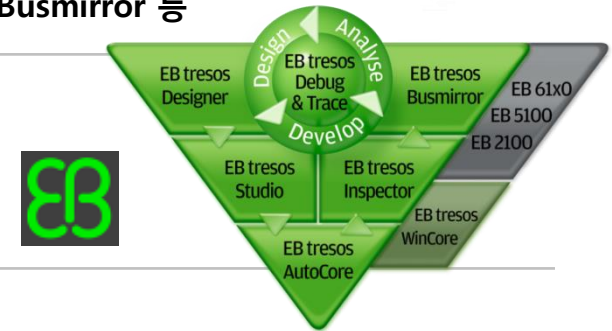 Busmirror 등
Design
Analyse
Develop
EB tresos
Debug
& Trace
EB tresos
Designer
EB tresos
Busmirror
EB 61x0
EB 5100
EB 2100
EB tresos
Studio
EB tresos
Inspector
EB tresos
WinCore
EB tresos
AutoCore
EB